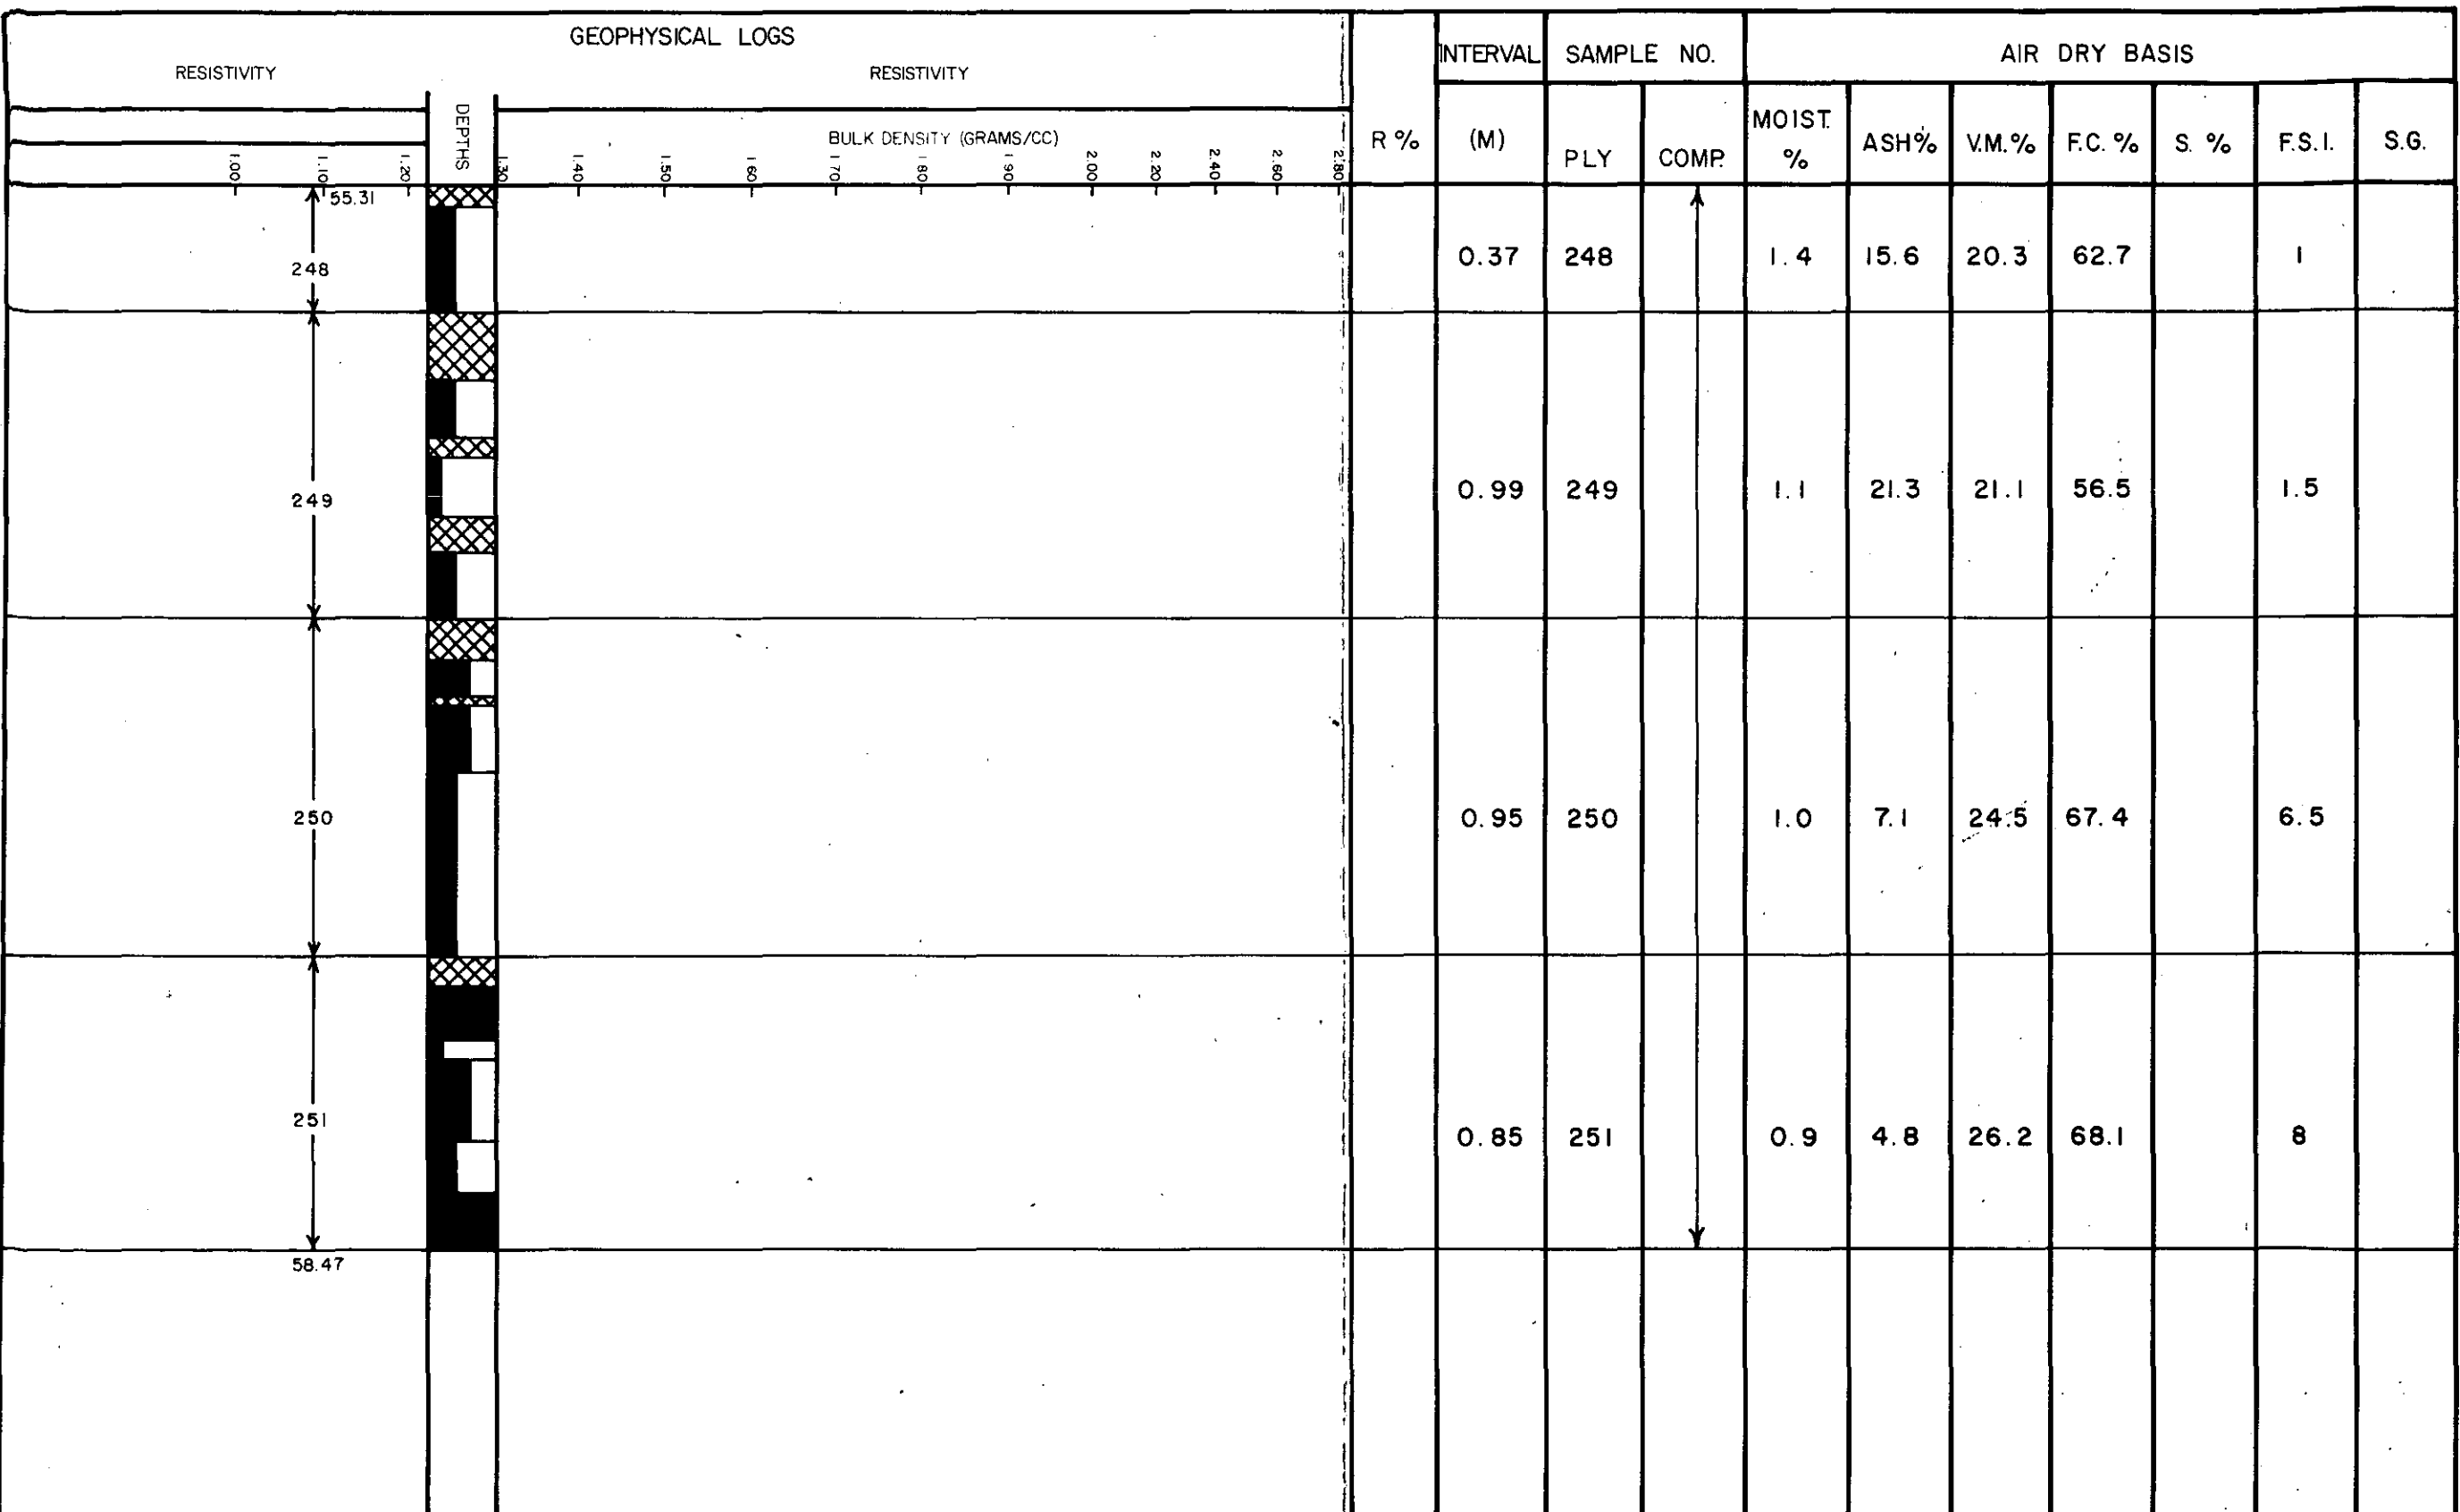 GEOPHYSICAL LOGS
RESISTIVITY
RESISTIVITY
DEPTHS
BULK DENSITY (GRAMS/CC)
1.00 1.10 1.20 1.30 1.40 1.50 1.60 1.70 1.80 1.90 2.00 2.20 2.40 2.60 2.80
R % INTERVAL SAMPLE NO. AIR DRY BASIS
(M) PLY COMP. MOIST. % ASH% V.M.% F.C. % S. % F.S.I. S.G.
55.31
248 0.37 248 1.4 15.6 20.3 62.7 1
249 0.99 249 1.1 21.3 21.1 56.5 1.5
250 0.95 250 1.0 7.1 24.5 67.4 6.5
251 0.85 251 0.9 4.8 26.2 68.1 8
58.47